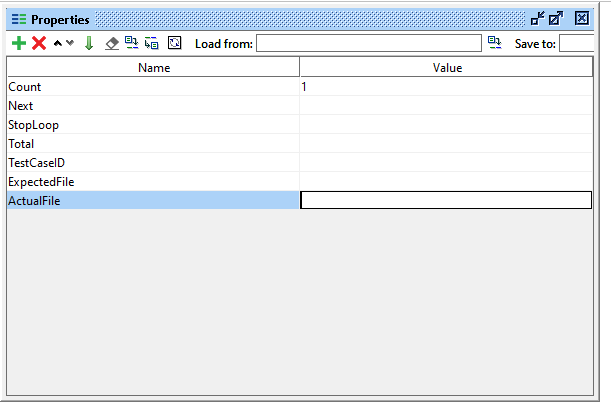 Properties
Load from: Save to:
Name Value
Count 1
Next
StopLoop
Total
TestCaseID
ExpectedFile
ActualFile